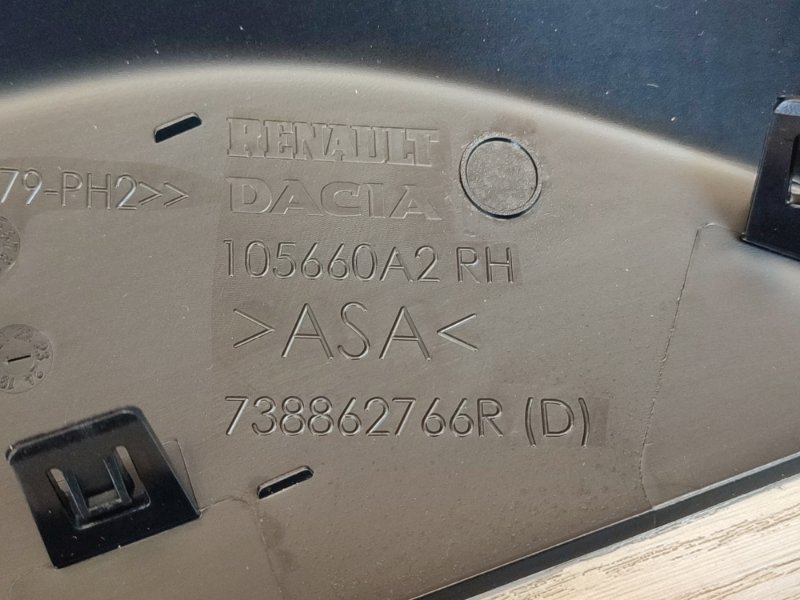 RENAULT
79-PH2>>
DACIA
105660A2 RH
>ASA<
738862766R (D)